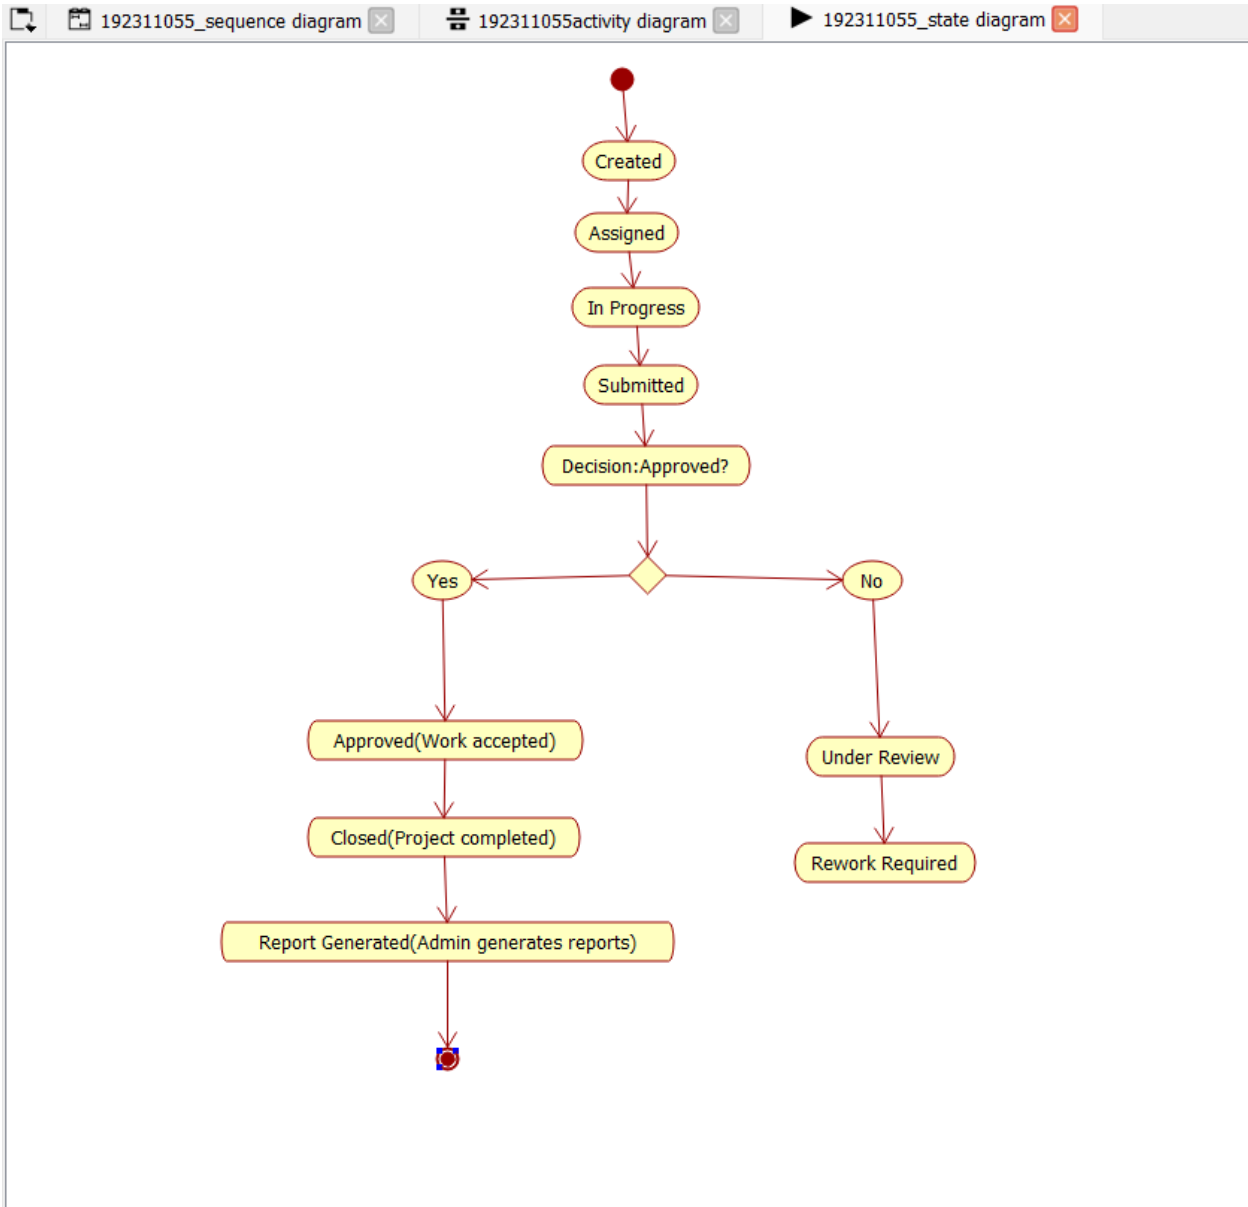 192311055_sequence diagram
192311055activity diagram
192311055_state diagram
Created
Assigned
In Progress
Submitted
Decision:Approved?
Yes
No
Approved(Work accepted)
Under Review
Closed(Project completed)
Rework Required
Report Generated(Admin generates reports)